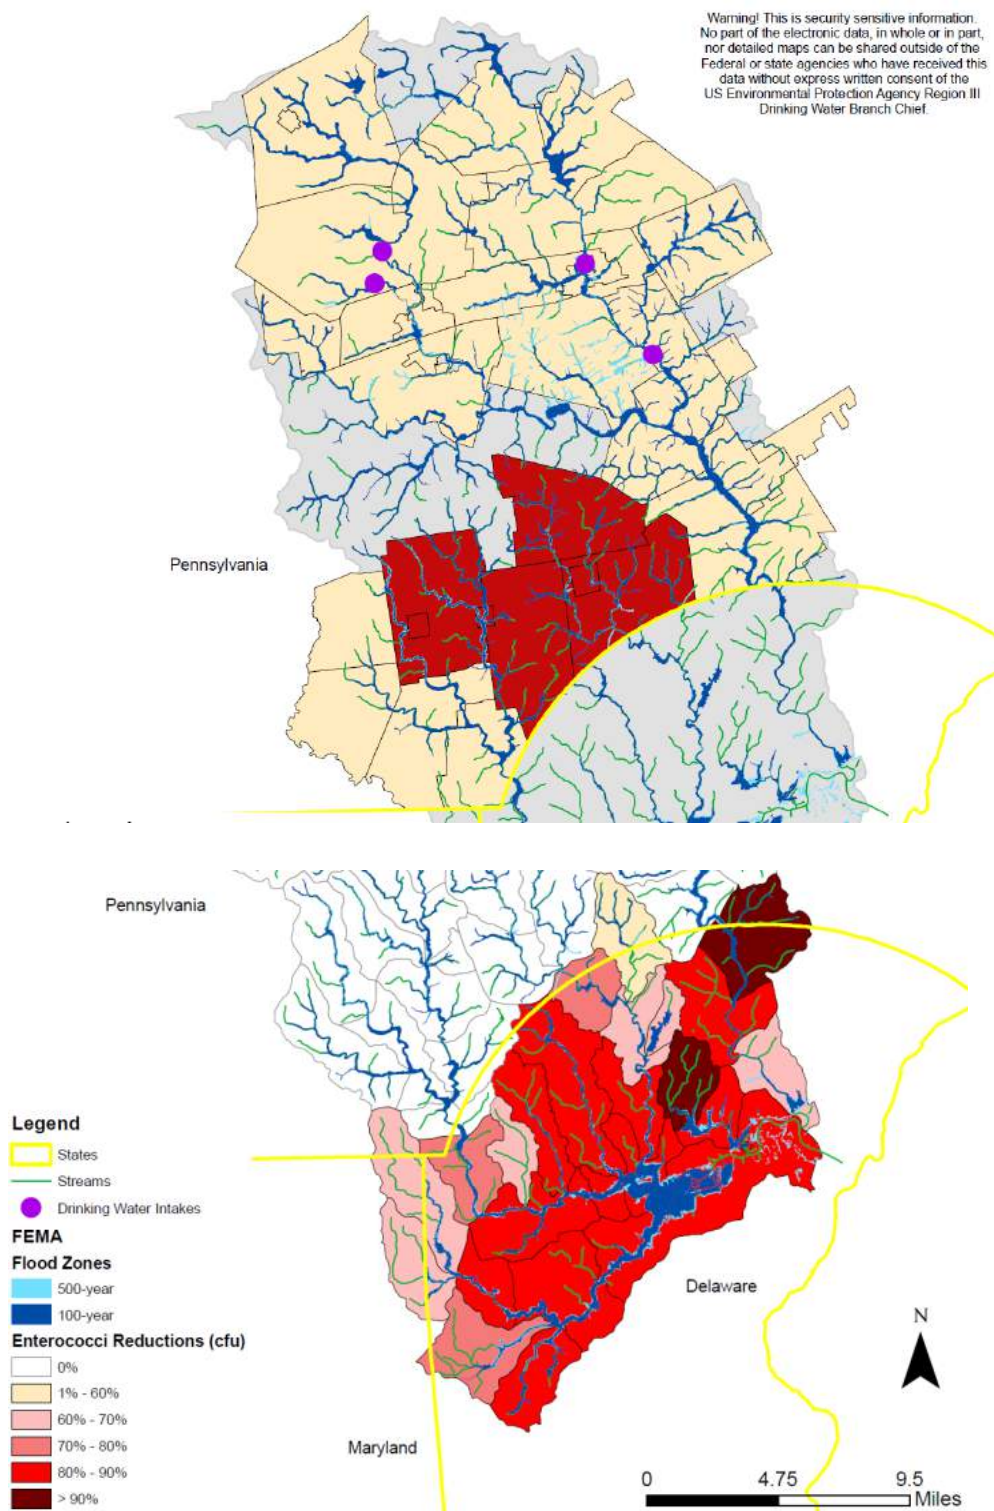 Warning! This is security sensitive information.
No part of the electronic data, in whole or in part,
nor detailed maps can be shared outside of the
Federal or state agencies who have received this
data without express written consent of the
US Environmental Protection Agency Region III
Drinking Water Branch Chief.
Pennsylvania
Pennsylvania
Legend
States
Streams
Drinking Water Intakes
FEMA
Flood Zones
500-year
100-year
Enterococci Reductions (cfu)
0%
1% - 60%
60% - 70%
70% - 80%
80% - 90%
> 90%
Delaware
Maryland
N
0 4.75 9.5
Miles